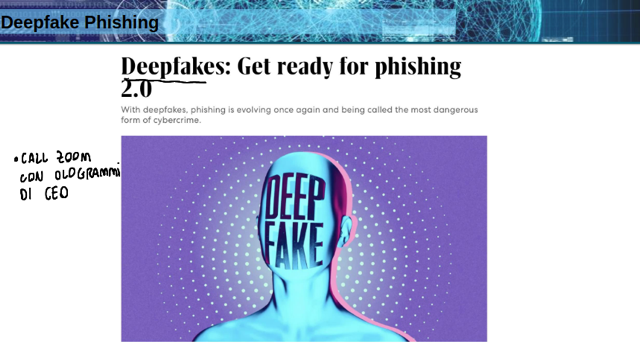 Deepfake Phishing
Deepfakes: Get ready for phishing
2.0
With deepfakes, phishing is evolving once again and being called the most dangerous
form of cybercrime.
• CALL ZOOM
CON OLOGRAMMI
DI CEO
DEEP
FAKE